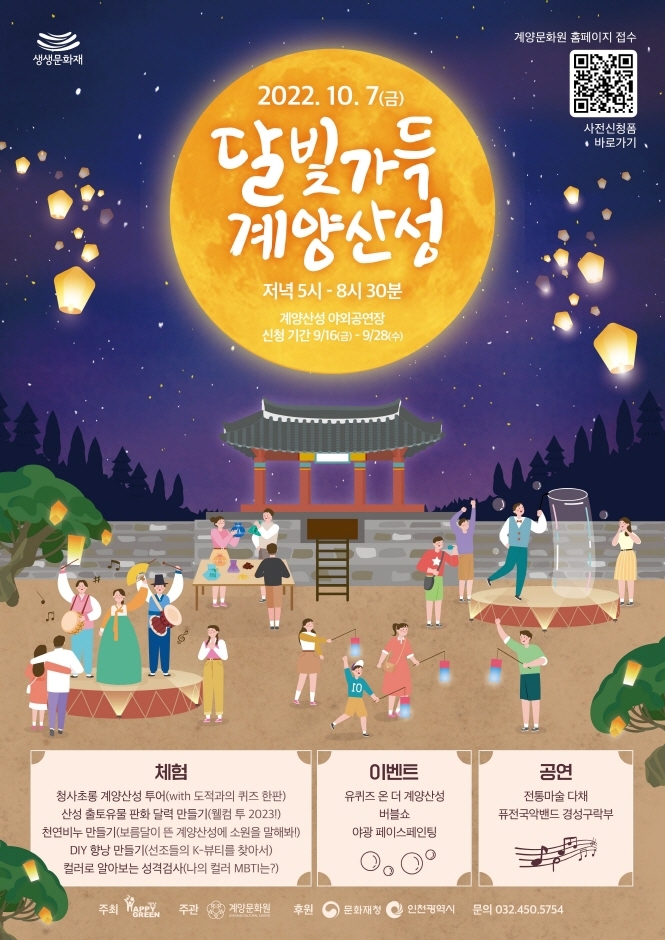 생생문화재
계양문화원 홈페이지 접수
사전신청폼
바로가기
2022. 10. 7(금)
달빛가득
계양산성
저녁 5시 - 8시 30분
계양산성 야외공연장
신청 기간 9/16(금) - 9/28(수)
10
체험
청사초롱 계양산성 투어(with 도적과의 퀴즈 한판)
산성 출토유물 판화 달력 만들기(웰컴 투 2023!)
천연비누 만들기(보름달이 뜬 계양산성에 소원을 말해봐!)
DIY 향낭 만들기(선조들의 K-뷰티를 찾아서)
컬러로 알아보는 성격검사(나의 컬러 MBTI는?)
이벤트
유퀴즈 온 더 계양산성
버블쇼
야광 페이스페인팅
공연
전통마술 다채
퓨전국악밴드 경성구락부
주최 HAPPY GREEN 주관 계양문화원 후원 문화재청 인천광역시 문의 032.450.5754